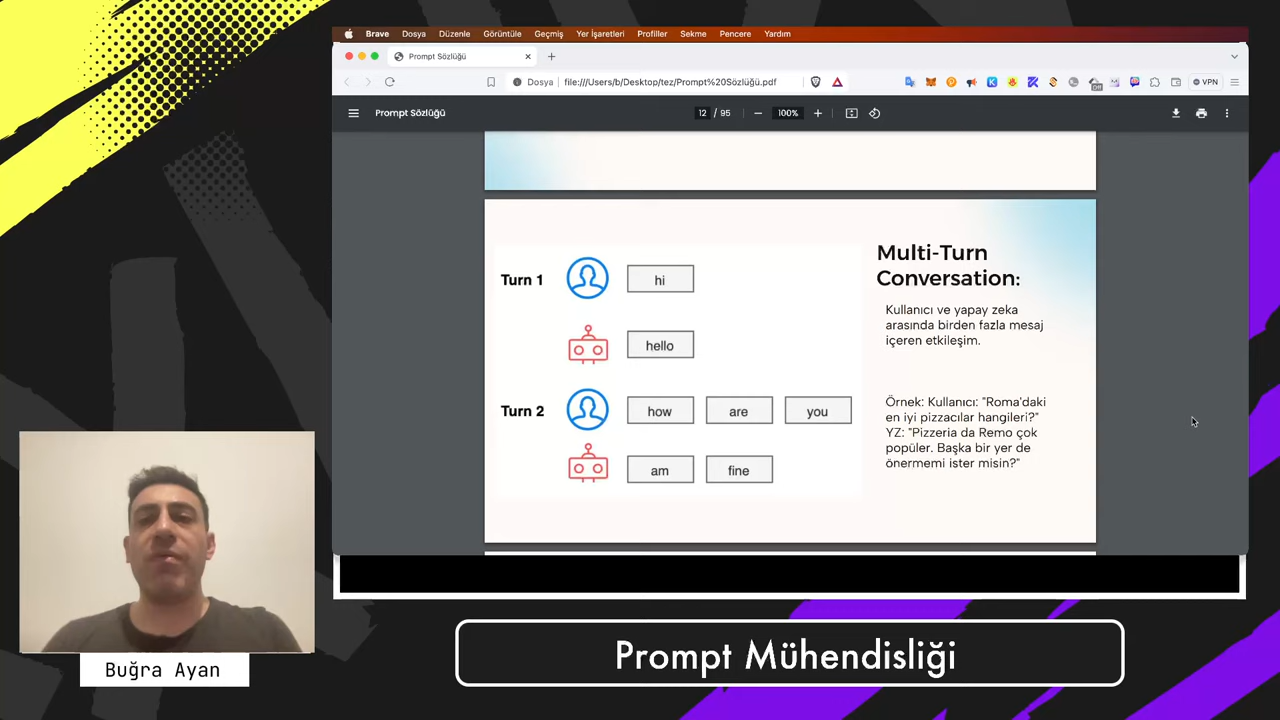 Brave Dosya Düzenle Görüntüle Geçmiş Yer İşaretleri Profiller Sekme Pencere Yardım
Prompt Sözlüğü
Dosya file:///Users/b/Desktop/tez/Prompt%20Sözlüğü.pdf
VPN
Prompt Sözlüğü 12 / 95 100%
Turn 1 hi
hello
Turn 2 how are you
am fine
Multi-Turn
Conversation:
Kullanıcı ve yapay zeka
arasında birden fazla mesaj
içeren etkileşim.
Örnek: Kullanıcı: "Roma'daki
en iyi pizzacılar hangileri?"
YZ: "Pizzeria da Remo çok
popüler. Başka bir yer de
önermemi ister misin?"
Buğra Ayan
Prompt Mühendisliği